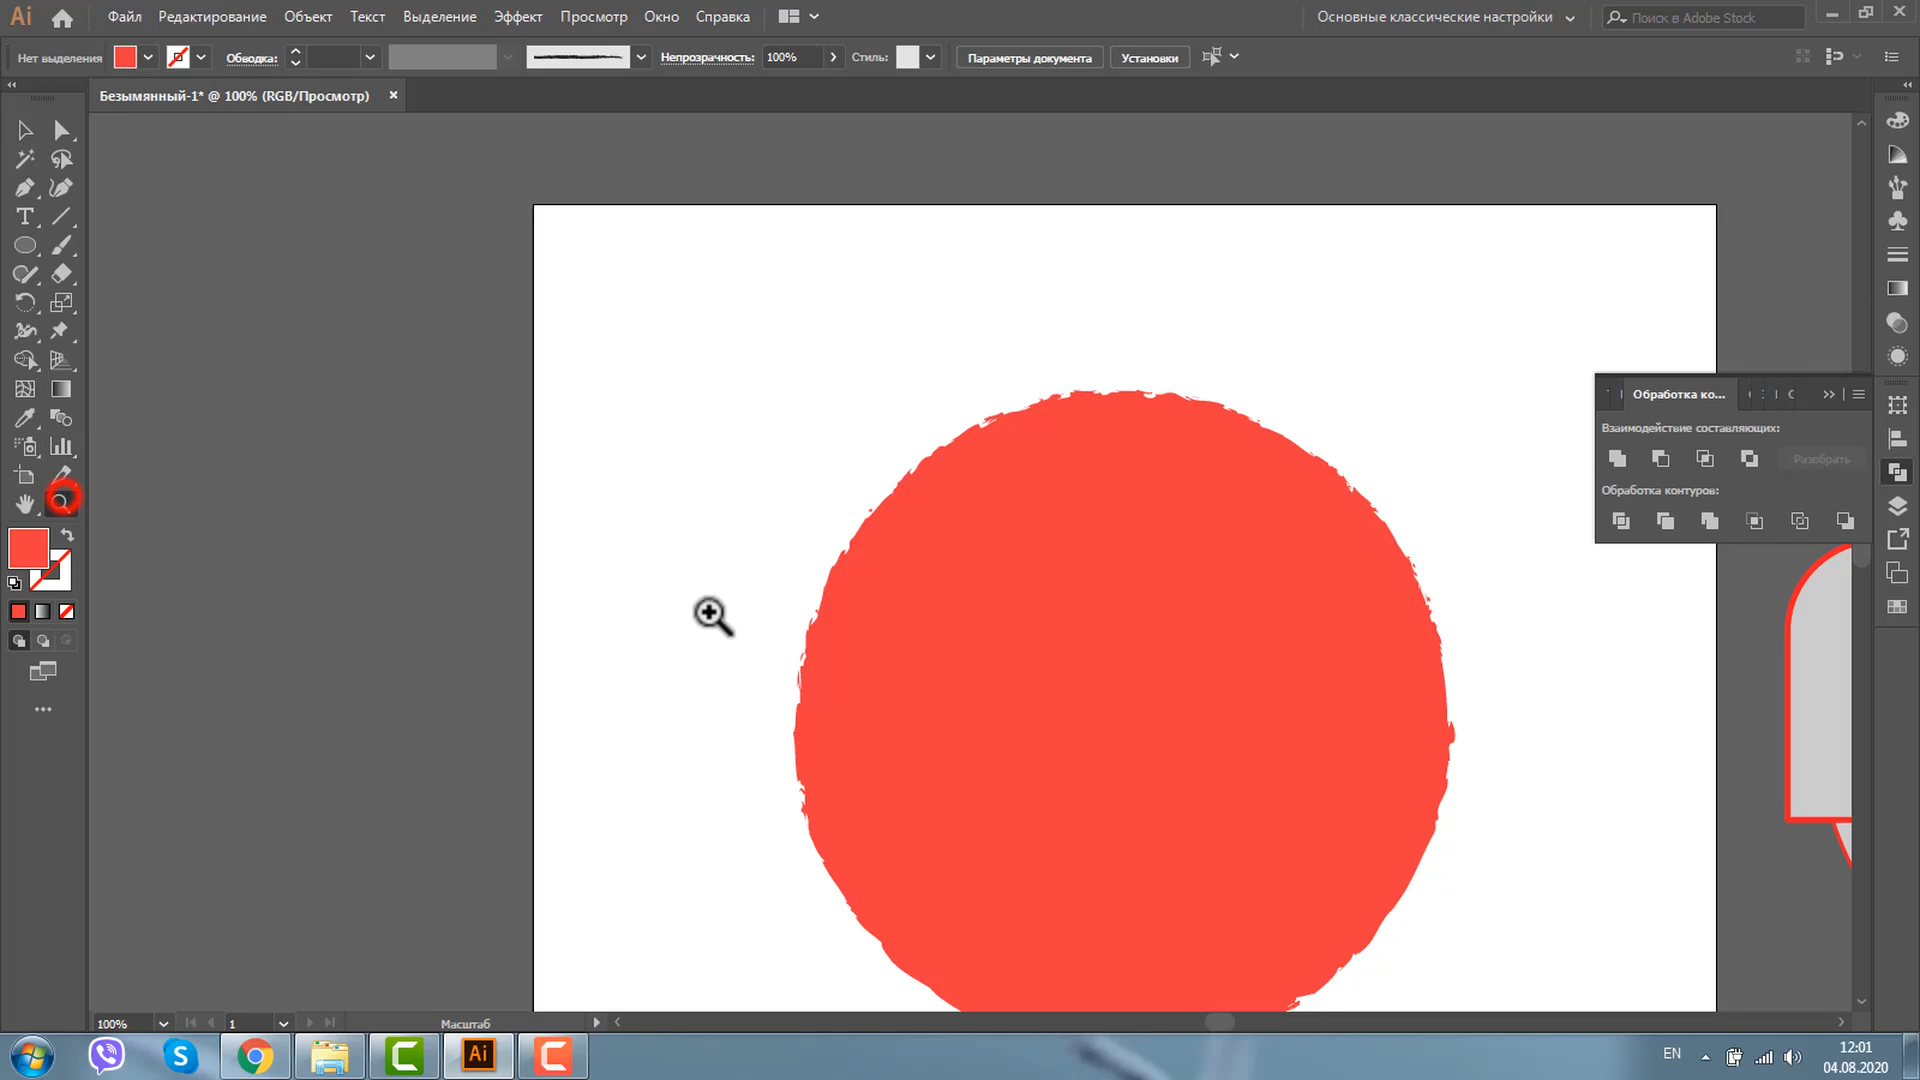 Ai Файл Редактирование Объект Текст Выделение Эффект Просмотр Окно Справка Основные классические настройки Поиск в Adobe Stock
Нет выделения Обводка: Непрозрачность: 100% Стиль: Параметры документа Установки
Безымянный-1* @ 100% (RGB/Просмотр)
Обработка ко...
Взаимодействие составляющих:
Разобрать
Обработка контуров:
100% 1 Масштаб
Ai EN 12:01
04.08.2020